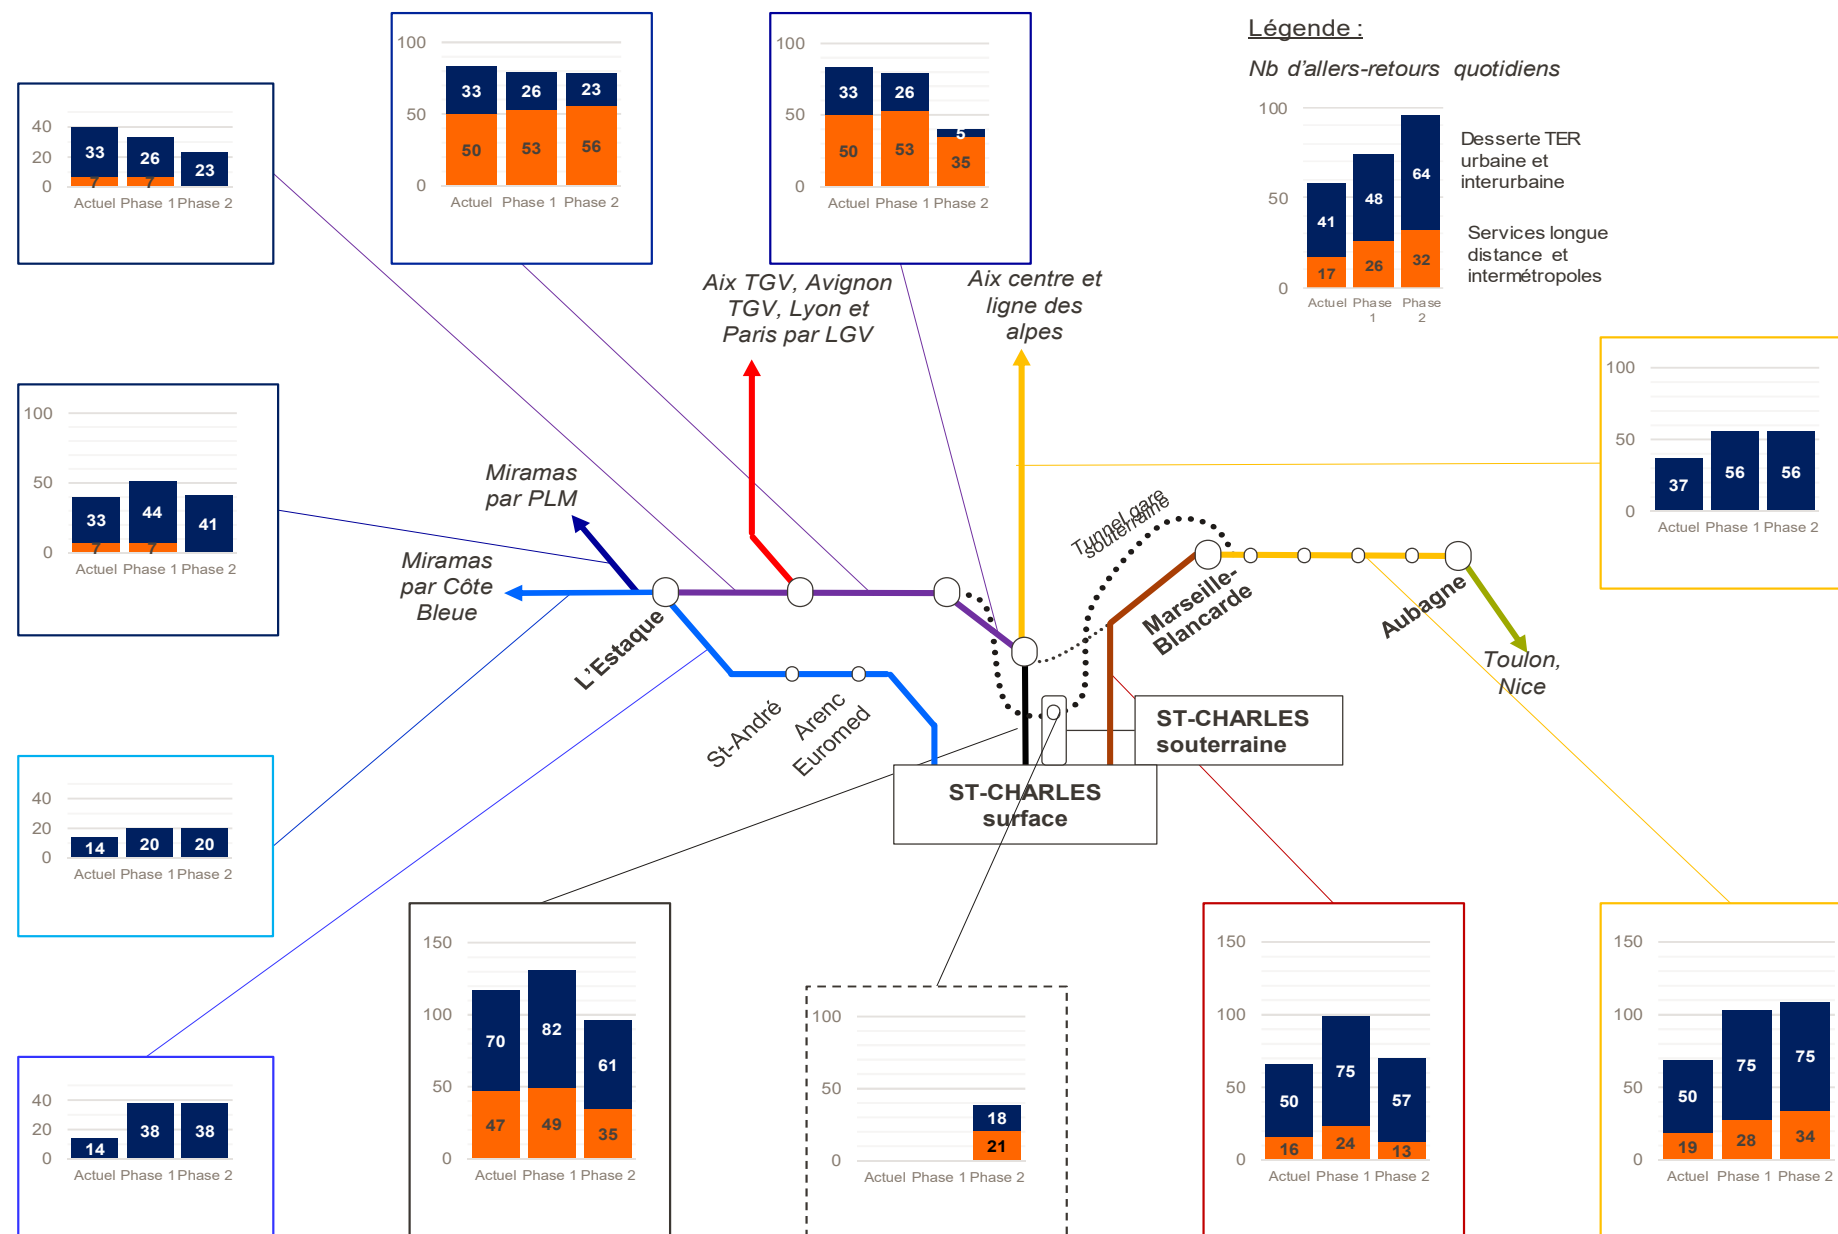 Légende :
Nb d'allers-retours quotidiens
100
50
0
41
48
64
17
26
32
Actuel
Phase 1
Phase 2
Desserte TER
urbaine et
interurbaine
Services longue
distance et
intermétropoles
40
20
0
33
26
23
7
7
Actuel Phase 1 Phase 2
100
50
0
33
26
23
50
53
56
Actuel Phase 1 Phase 2
100
50
0
33
26
5
50
53
35
Actuel Phase 1 Phase 2
Aix TGV, Avignon
TGV, Lyon et
Paris par LGV
Aix centre et
ligne des
alpes
100
50
0
37
56
56
Actuel Phase 1 Phase 2
100
50
0
33
44
41
7
7
Actuel Phase 1 Phase 2
Miramas
par PLM
Miramas
par Côte
Bleue
Tunnel gare
souterraine
L'Estaque
St-André
Arenc
Euromed
Marseille-
Blancarde
Aubagne
Toulon,
Nice
ST-CHARLES
souterraine
ST-CHARLES
surface
40
20
0
14
20
20
Actuel Phase 1 Phase 2
40
20
0
14
38
38
Actuel Phase 1 Phase 2
150
100
50
0
70
82
61
47
49
35
Actuel Phase 1 Phase 2
100
50
0
18
21
Actuel Phase 1 Phase 2
150
100
50
0
50
75
57
16
24
13
Actuel Phase 1 Phase 2
150
100
50
0
50
75
75
19
28
34
Actuel Phase 1 Phase 2